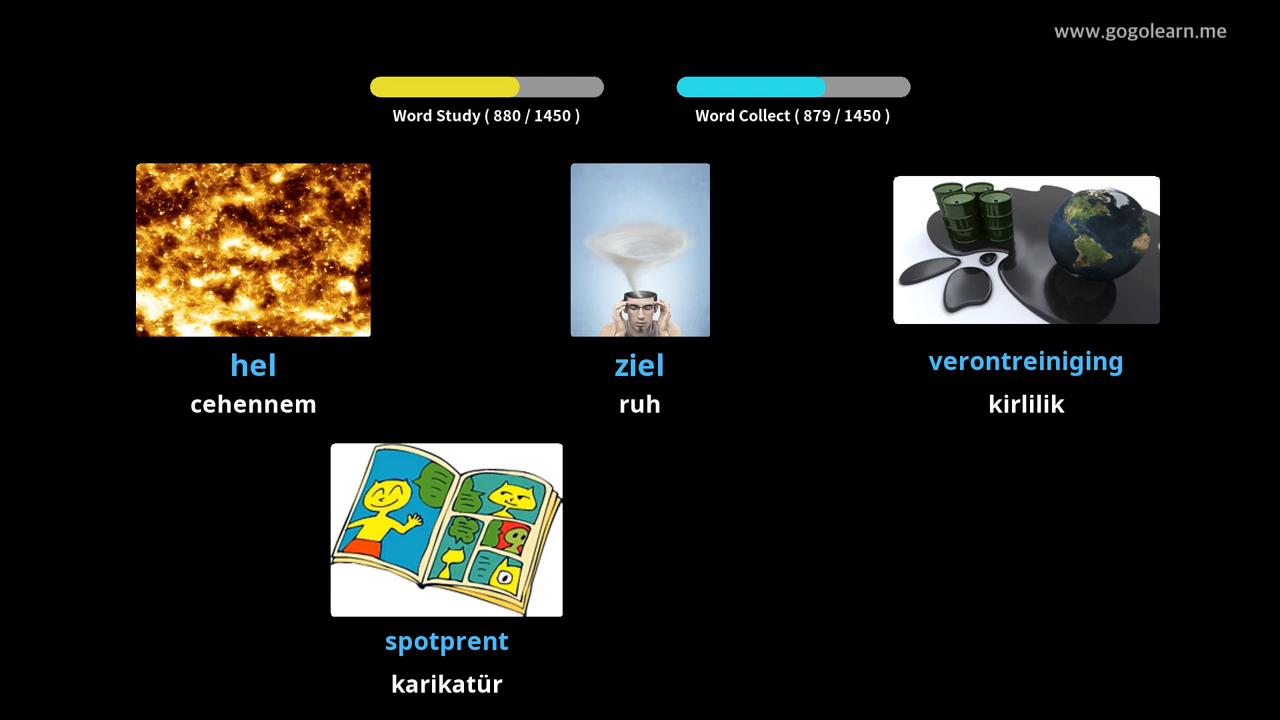 www.gogolearn.me
Word Study ( 880 / 1450 )
Word Collect ( 879 / 1450 )
hel
cehennem
ziel
ruh
verontreiniging
kirlilik
spotprent
karikatür